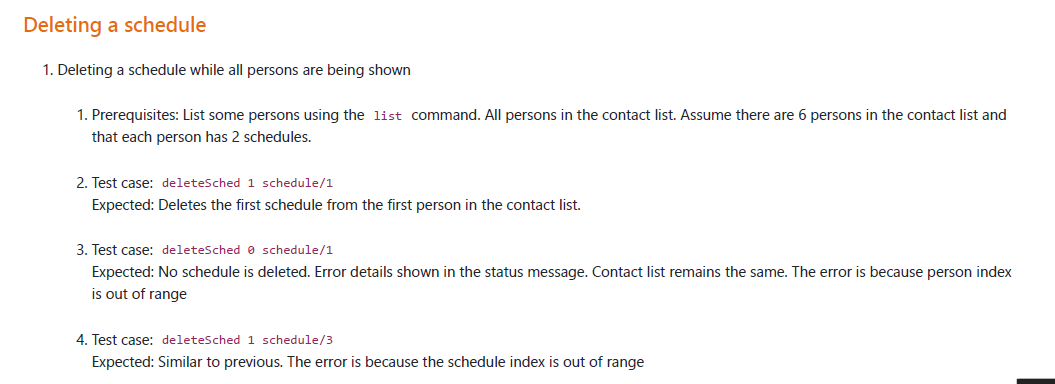 Deleting a schedule
1. Deleting a schedule while all persons are being shown
1. Prerequisites: List some persons using the list command. All persons in the contact list. Assume there are 6 persons in the contact list and
that each person has 2 schedules.
2. Test case: deleteSched 1 schedule/1
Expected: Deletes the first schedule from the first person in the contact list.
3. Test case: deleteSched 0 schedule/1
Expected: No schedule is deleted. Error details shown in the status message. Contact list remains the same. The error is because person index
is out of range
4. Test case: deleteSched 1 schedule/3
Expected: Similar to previous. The error is because the schedule index is out of range